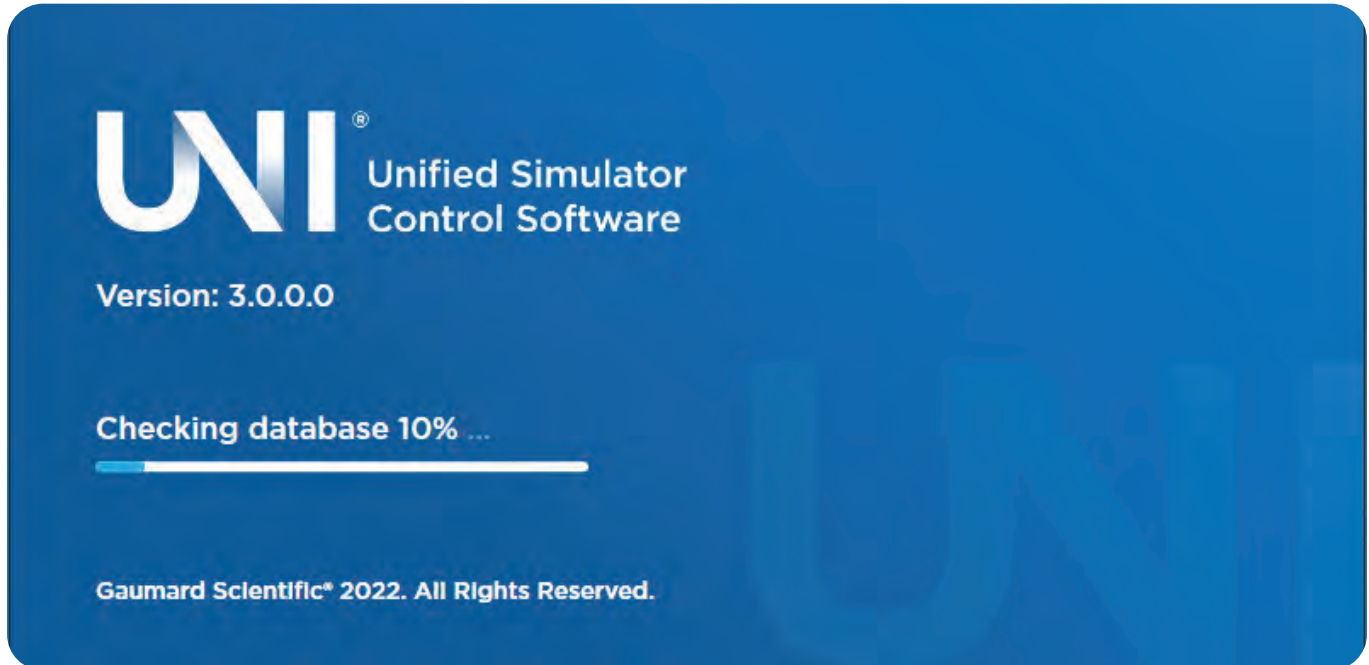 UNI®
Unified Simulator
Control Software
Version: 3.0.0.0
Checking database 10% ...
Gaumard Scientific® 2022. All Rights Reserved.
UNI